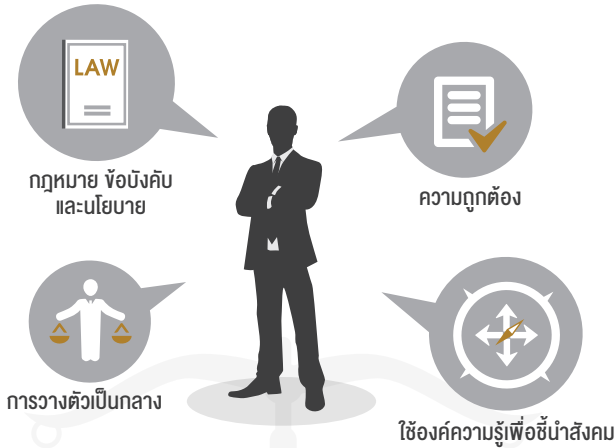 LAW
กฎหมาย ข้อบังคับ
และนโยบาย
ความถูกต้อง
การวางตัวเป็นกลาง
ใช้องค์ความรู้เพื่อชี้นำสังคม